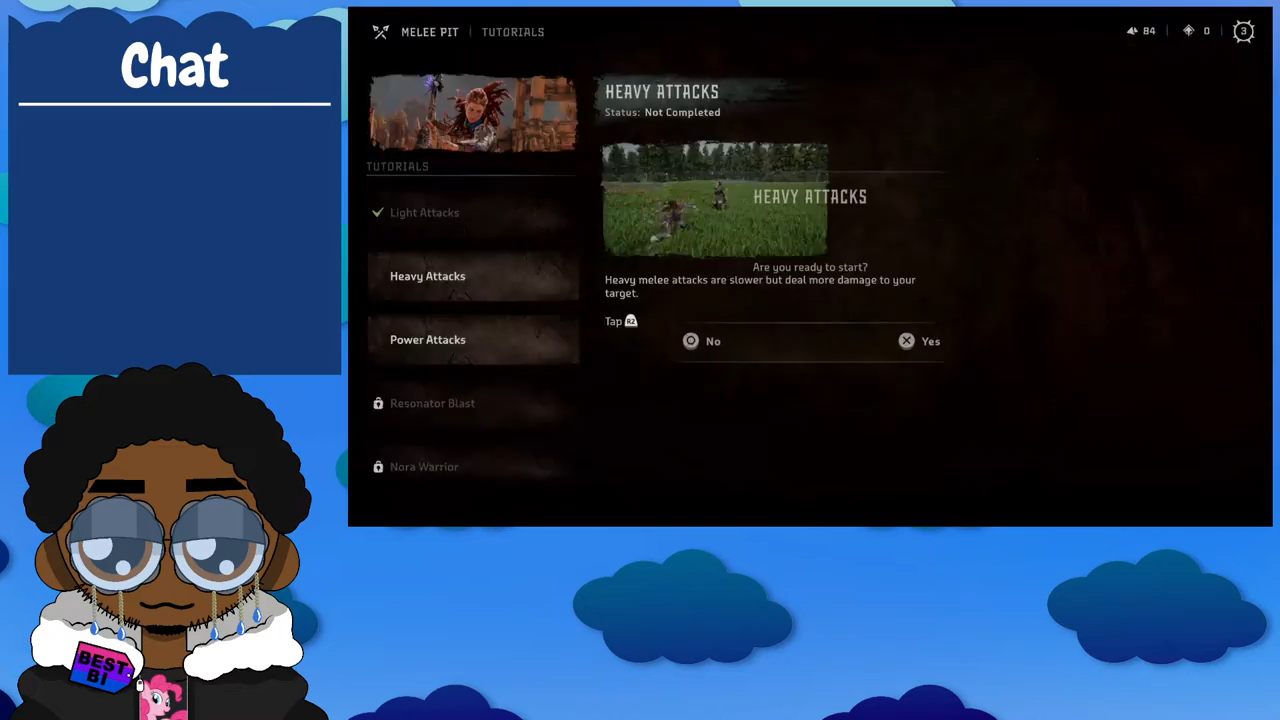 Chat
MELEE PIT | TUTORIALS
84 | 0 | 3
TUTORIALS
Light Attacks
Heavy Attacks
Power Attacks
Resonator Blast
Nora Warrior
HEAVY ATTACKS
Status: Not Completed
HEAVY ATTACKS
Are you ready to start?
Heavy melee attacks are slower but deal more damage to your
target.
Tap R2
No
Yes
BEST.
BI